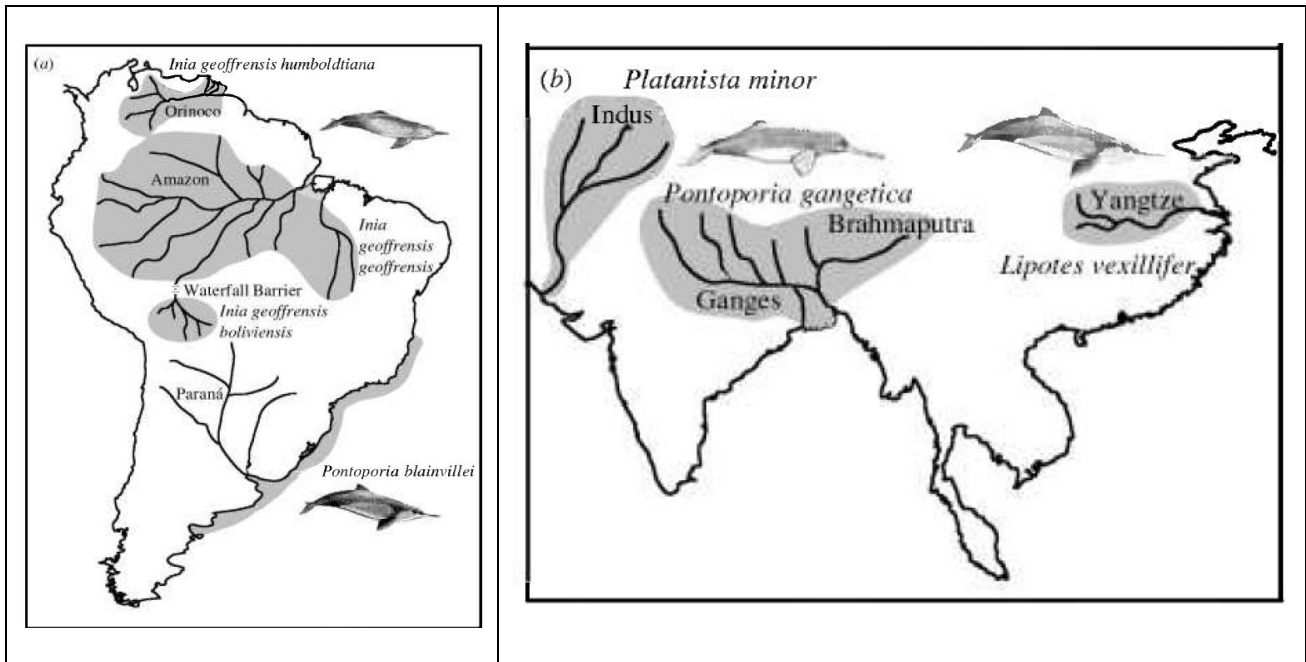 (a)
Inia geoffrensis humboldtiana
Orinoco
Amazon
Inia
geoffrensis
geoffrensis
Waterfall Barrier
Inia geoffrensis
boliviensis
Paraná
Pontoporia blainvillei
(b)
Platanista minor
Indus
Pontoporia gangetica
Brahmaputra
Ganges
Yangtze
Lipotes vexillifer